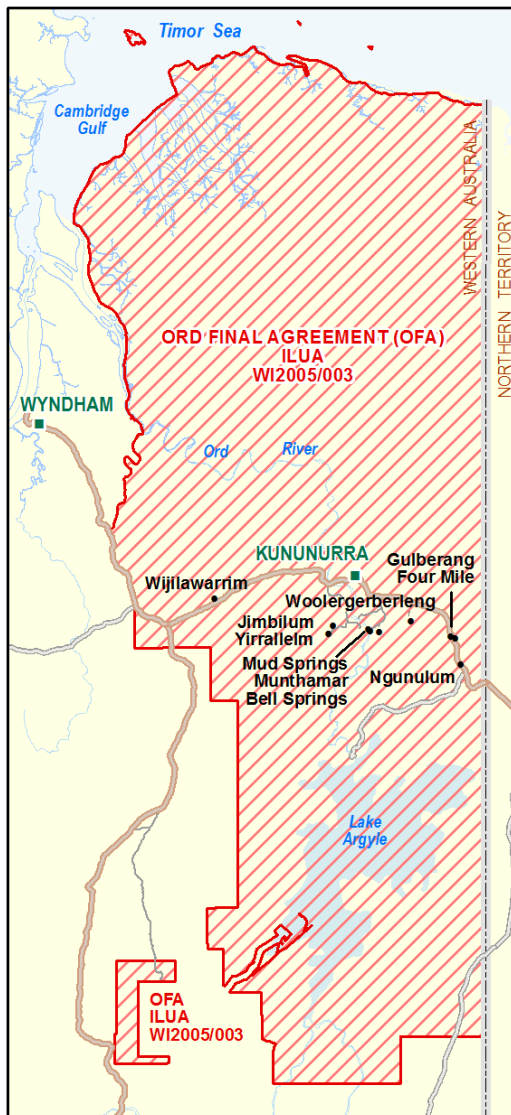 Timor Sea
Cambridge
Gulf
WESTERN AUSTRALIA
NORTHERN TERRITORY
ORD FINAL AGREEMENT (OFA)
ILUA
WI2005/003
WYNDHAM
Ord River
KUNUNURRA
Gulberang
Four Mile
Wijilawarrim
Woolergerberleng
Jimbilum
Yirrallelm
Mud Springs
Munthamar
Bell Springs
Ngunulum
Lake
Argyle
OFA
ILUA
WI2005/003